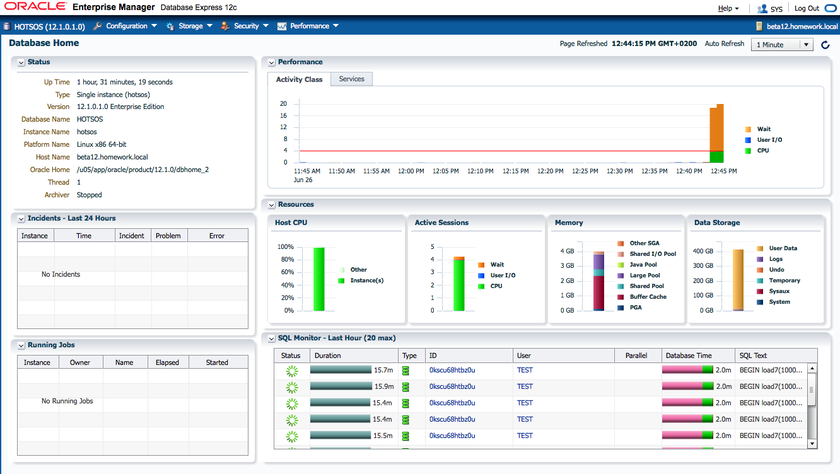 ORACLE Enterprise Manager Database Express 12c
Help SYS Log Out
HOTSOS (12.1.0.1.0) Configuration Storage Security Performance beta12.homework.local
Database Home Page Refreshed 12:44:15 PM GMT+0200 Auto Refresh 1 Minute
Status
Up Time 1 hour, 31 minutes, 19 seconds
Type Single instance (hotsos)
Version 12.1.0.1.0 Enterprise Edition
Database Name HOTSOS
Instance Name hotsos
Platform Name Linux x86 64-bit
Host Name beta12.homework.local
Oracle Home /u05/app/oracle/product/12.1.0/dbhome_2
Thread 1
Archiver Stopped
Incidents - Last 24 Hours
Instance Time Incident Problem Error
No Incidents
Running Jobs
Instance Owner Name Elapsed Started
No Running Jobs
Performance
Activity Class Services
20
16
12
8
4
0
11:45 AM 11:50 AM 11:55 AM 12:00 PM 12:05 PM 12:10 PM 12:15 PM 12:20 PM 12:25 PM 12:30 PM 12:35 PM 12:40 PM 12:45 PM
Jun 26
Wait
User I/O
CPU
Resources
Host CPU
100%
80%
60%
40%
20%
0%
Other
Instance(s)
Active Sessions
5
4
3
2
1
0
Wait
User I/O
CPU
Memory
4 GB
3 GB
2 GB
1 GB
0 GB
Other SGA
Shared I/O Pool
Java Pool
Large Pool
Shared Pool
Buffer Cache
PGA
Data Storage
400 GB
300 GB
200 GB
100 GB
0 GB
User Data
Logs
Undo
Temporary
Sysaux
System
SQL Monitor - Last Hour (20 max)
Status Duration Type ID User Parallel Database Time SQL Text
15.7m 0kscu68htbz0u TEST 2.0m BEGIN load7(1000...
15.9m 0kscu68htbz0u TEST 2.0m BEGIN load7(1000...
15.4m 0kscu68htbz0u TEST 2.0m BEGIN load7(1000...
15.4m 0kscu68htbz0u TEST 2.0m BEGIN load7(1000...
15.5m 0kscu68htbz0u TEST 2.0m BEGIN load7(1000...